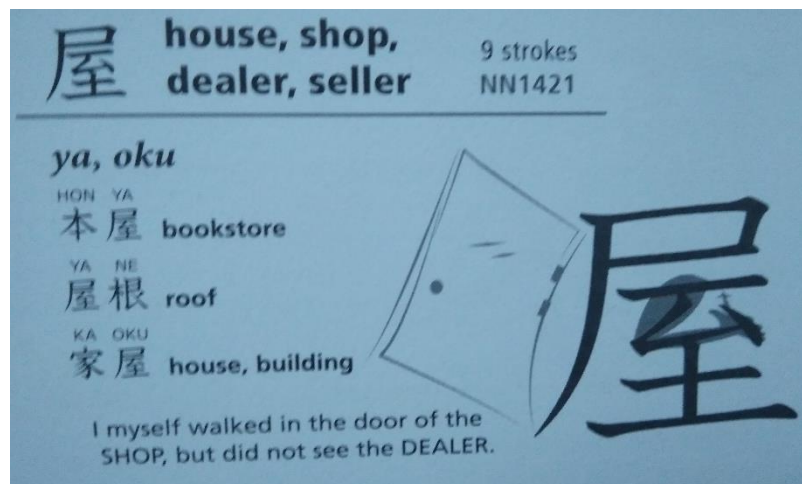 屋
house, shop,
dealer, seller
9 strokes
NN1421
ya, oku
HON YA
本屋 bookstore
YA NE
屋根 roof
KA OKU
家屋 house, building
屋
I myself walked in the door of the
SHOP, but did not see the DEALER.